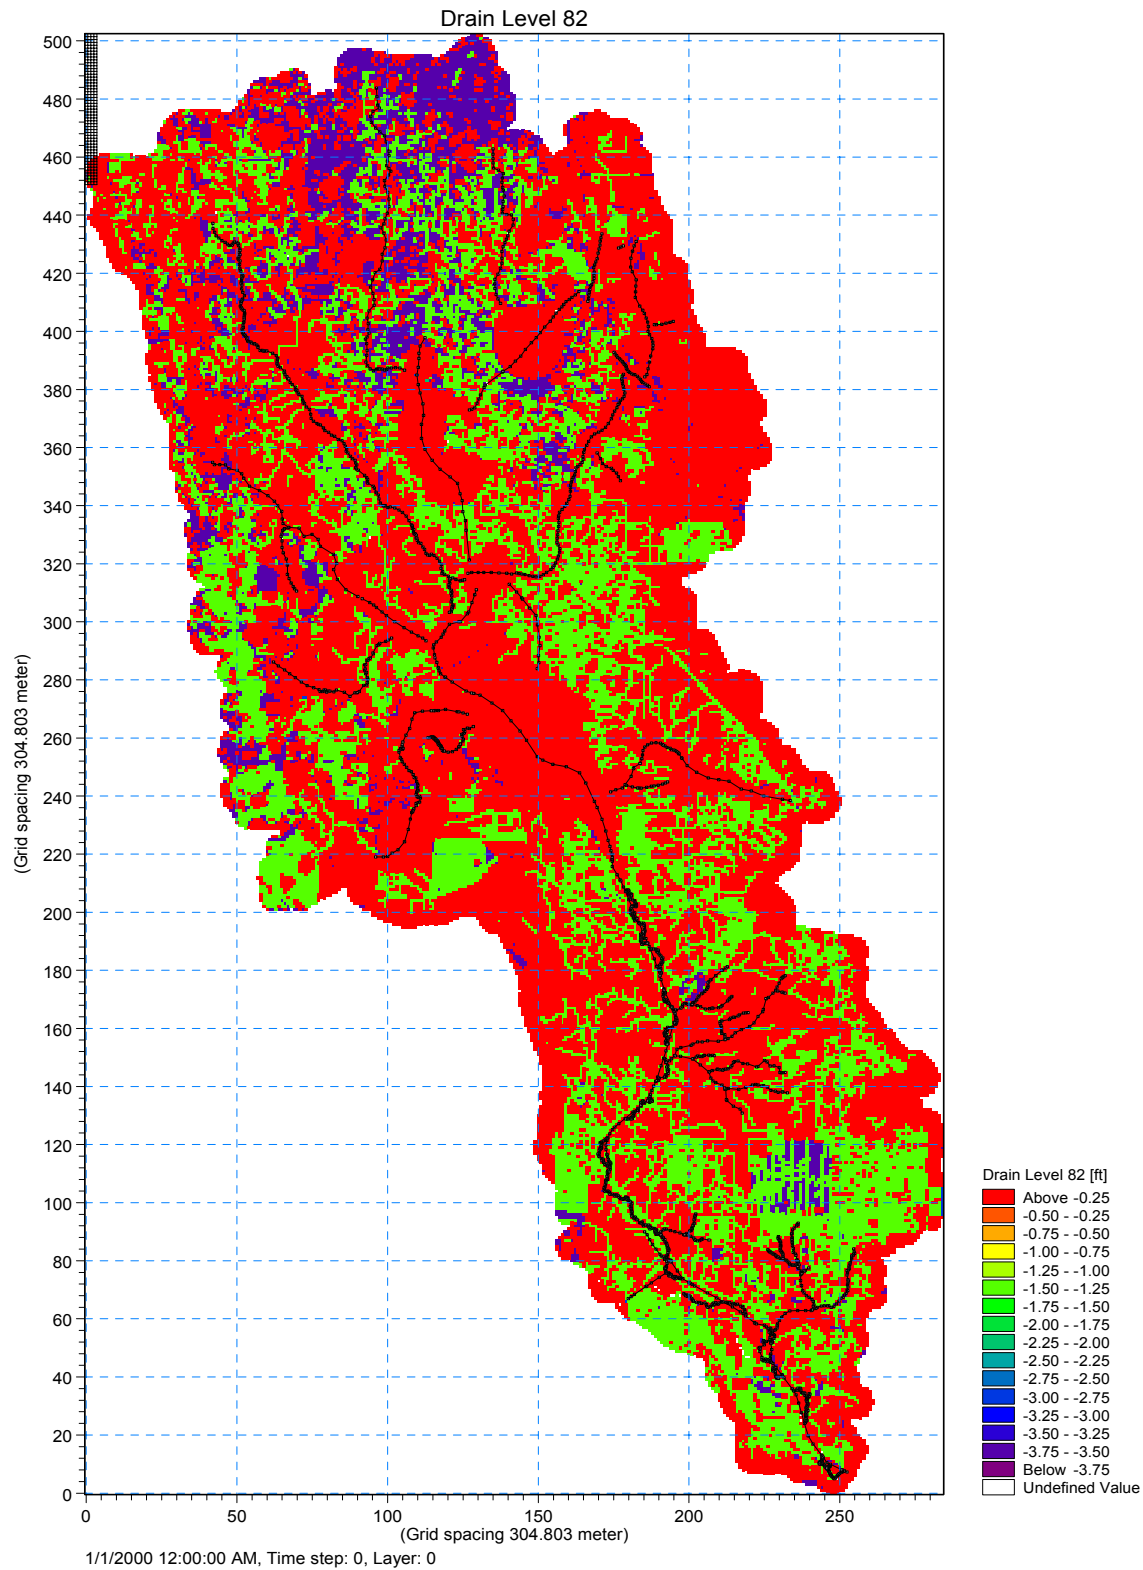 Drain Level 82
500
480
460
440
420
400
380
360
340
320
300
280
260
240
220
200
180
160
140
120
100
80
60
40
20
0
(Grid spacing 304.803 meter)
0 50 100 150 200 250
(Grid spacing 304.803 meter)
1/1/2000 12:00:00 AM, Time step: 0, Layer: 0
Drain Level 82 [ft]
Above -0.25
-0.50 - -0.25
-0.75 - -0.50
-1.00 - -0.75
-1.25 - -1.00
-1.50 - -1.25
-1.75 - -1.50
-2.00 - -1.75
-2.25 - -2.00
-2.50 - -2.25
-2.75 - -2.50
-3.00 - -2.75
-3.25 - -3.00
-3.50 - -3.25
-3.75 - -3.50
Below -3.75
Undefined Value